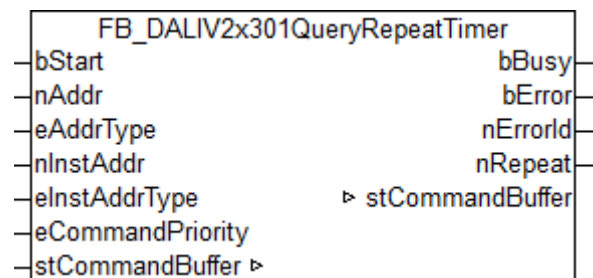 FB_DALIV2x301QueryRepeatTimer
bStart bBusy
nAddr bError
eAddrType nErrorId
nInstAddr nRepeat
eInstAddrType ▷ stCommandBuffer
eCommandPriority
stCommandBuffer ▷